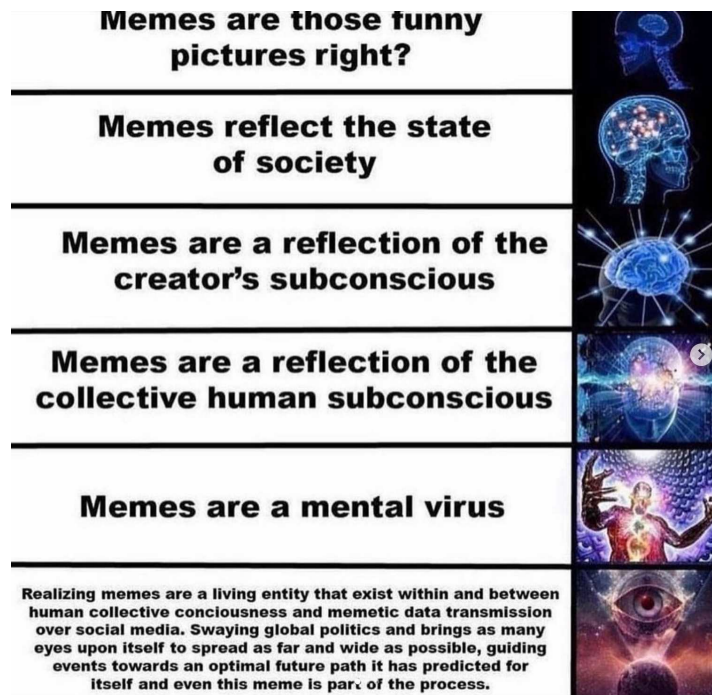 Memes are those funny
pictures right?
Memes reflect the state
of society
Memes are a reflection of the
creator's subconscious
Memes are a reflection of the
collective human subconscious
Memes are a mental virus
Realizing memes are a living entity that exist within and between
human collective conciousness and memetic data transmission
over social media. Swaying global politics and brings as many
eyes upon itself to spread as far and wide as possible, guiding
events towards an optimal future path it has predicted for
itself and even this meme is part of the process.